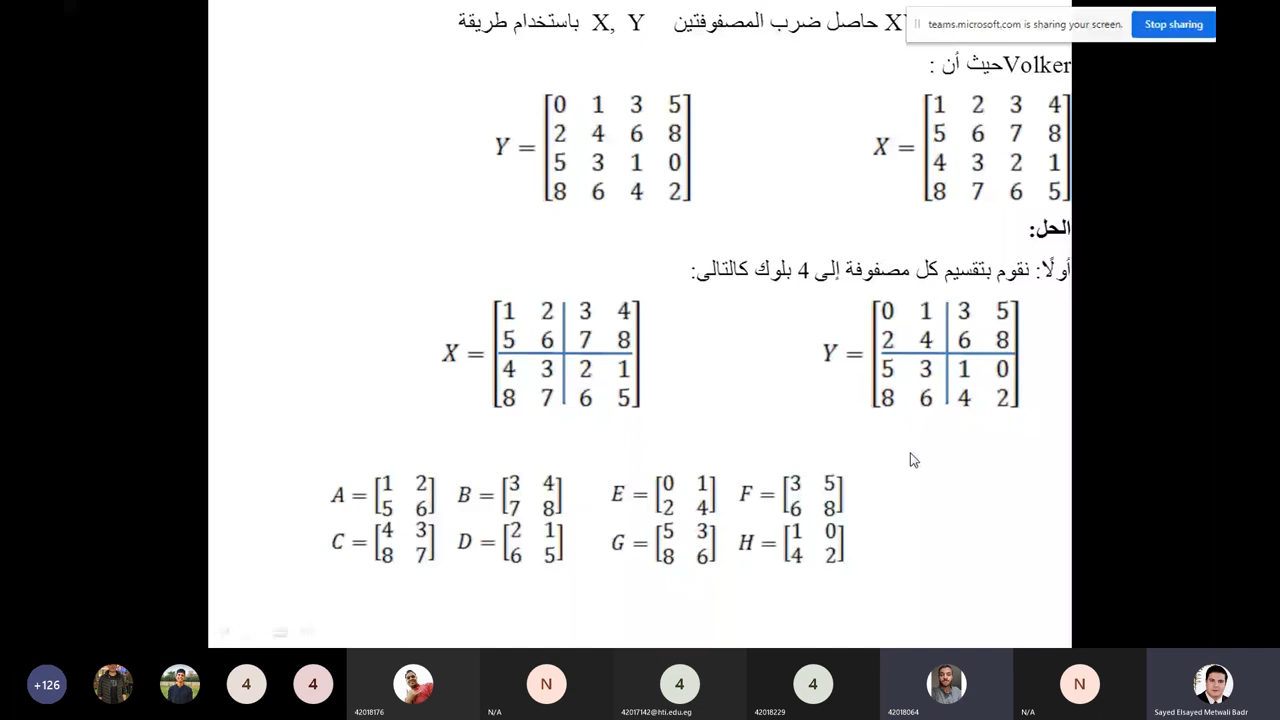 XY حاصل ضرب المصفوفتين X, Y باستخدام طريقة
teams.microsoft.com is sharing your screen. Stop sharing
Volker حيث أن :
X = [1 2 3 4
5 6 7 8
4 3 2 1
8 7 6 5]
Y = [0 1 3 5
2 4 6 8
5 3 1 0
8 6 4 2]
الحل:
أولًا: نقوم بتقسيم كل مصفوفة إلى 4 بلوك كالتالى:
X = [1 2 3 4
5 6 7 8
4 3 2 1
8 7 6 5]
Y = [0 1 3 5
2 4 6 8
5 3 1 0
8 6 4 2]
A = [1 2
5 6] B = [3 4
7 8] E = [0 1
2 4] F = [3 5
6 8]
C = [4 3
8 7] D = [2 1
6 5] G = [5 3
8 6] H = [1 0
4 2]
+126 4 4 N 4 4 N
42018176 N/A 42017142@hti.edu.eg 42018229 42018064 N/A Sayed Elsayed Metwali Badr